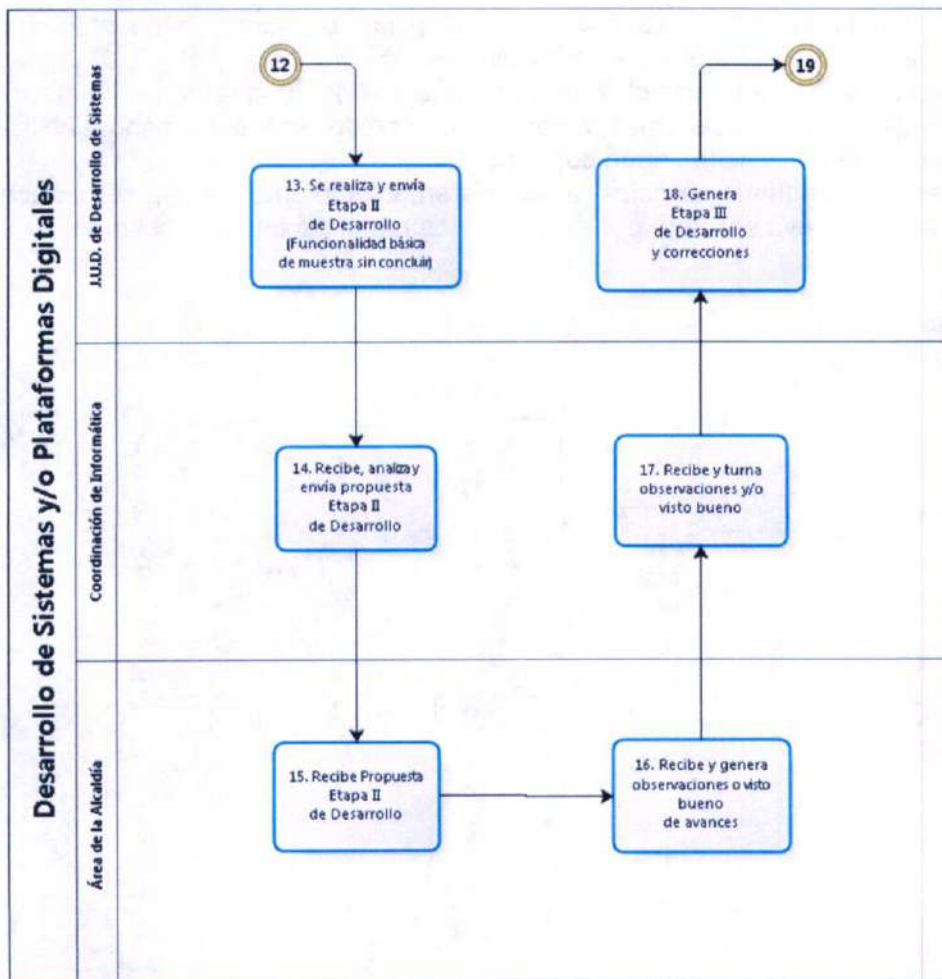 Desarrollo de Sistemas y/o Plataformas Digitales
J.U.D. de Desarrollo de Sistemas
12
19
13. Se realiza y envía
Etapa II
de Desarrollo
(Funcionalidad básica
de muestra sin concluir)
18. Genera
Etapa III
de Desarrollo
y correcciones
Coordinación de Informática
14. Recibe, analiza y
envía propuesta
Etapa II
de Desarrollo
17. Recibe y turna
observaciones y/o
visto bueno
Área de la Alcaldía
15. Recibe Propuesta
Etapa II
de Desarrollo
16. Recibe y genera
observaciones o visto
bueno
de avances